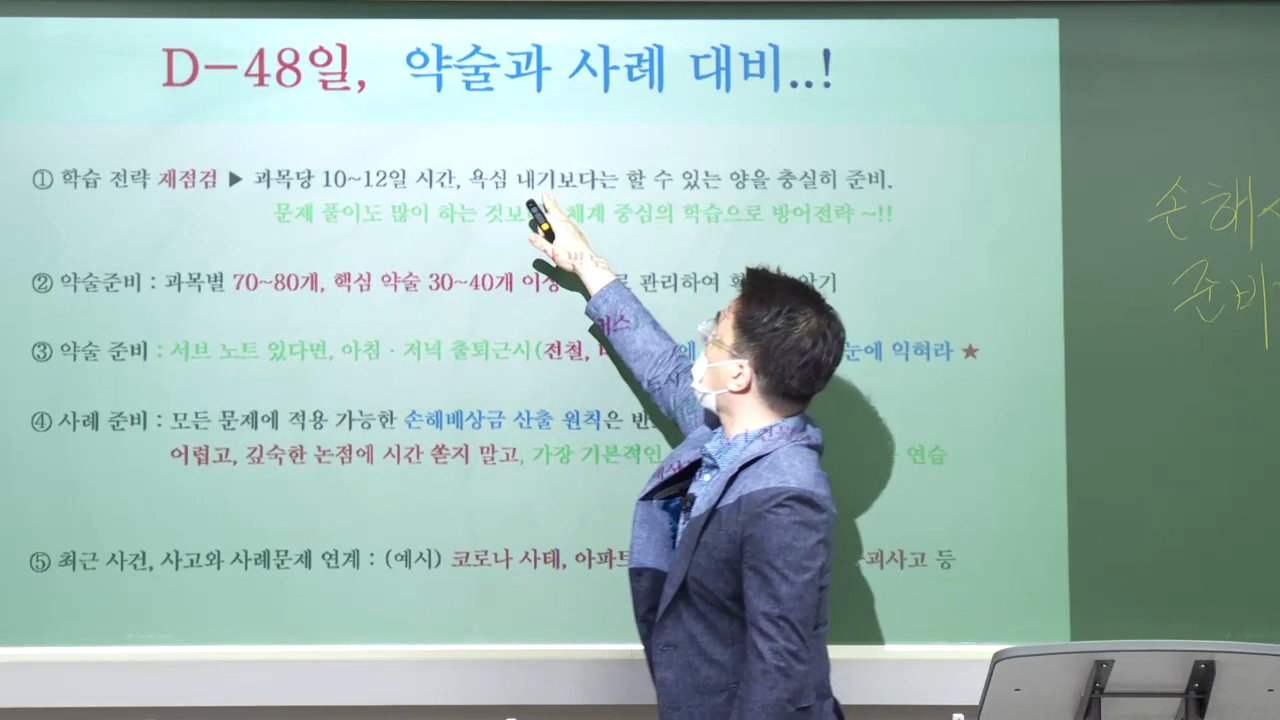 D-48일, 약술과 사례 대비..!
① 학습 전략 재점검 ▶ 과목당 10~12일 시간, 욕심 내기보다는 할 수 있는 양을 충실히 준비.
문제 풀이도 많이 하는 것보 체계 중심의 학습으로 방어전략 ~!!
② 약술준비 : 과목별 70~80개, 핵심 약술 30~40개 이상 관리하여
③ 약술 준비 : 서브 노트 있다면, 아침 · 저녁 출퇴근시(전철, 눈에 익혀라 ★
④ 사례 준비 : 모든 문제에 적용 가능한 손해배상금 산출 원칙은
어렵고, 깊숙한 논점에 시간 쏟지 말고, 가장 기본적인 연습
⑤ 최근 사건, 사고와 사례문제 연계 : (예시) 코로나 사태, 아파트 붕괴사고 등
손해
준비